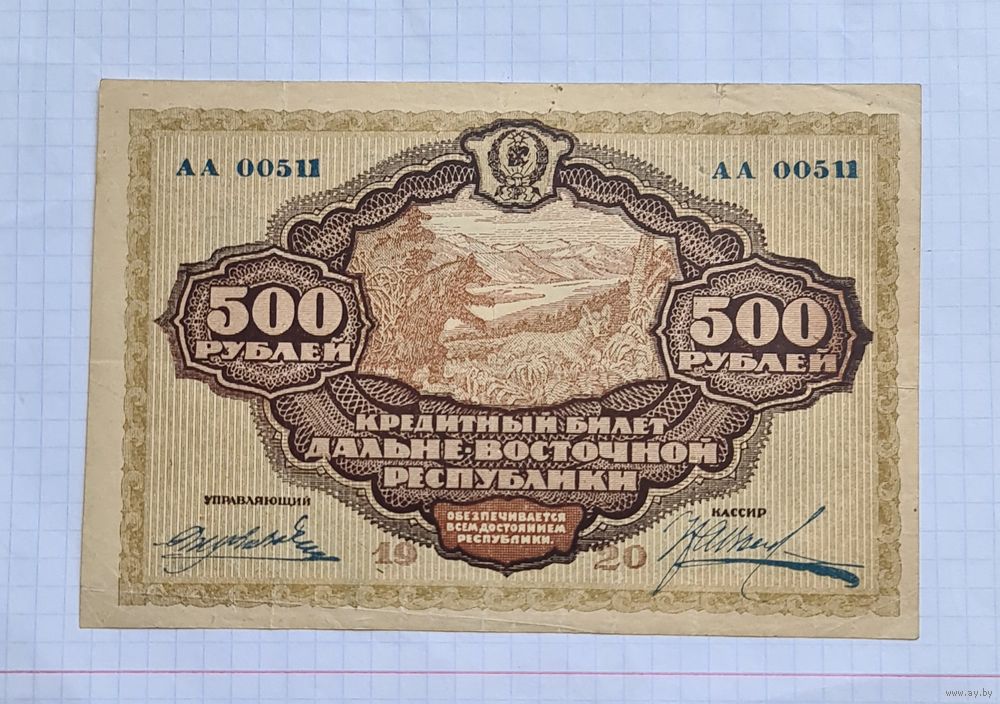 АА 00511
АА 00511
500
РУБЛЕЙ
500
РУБЛЕЙ
КРЕДИТНЫЙ БИЛЕТ
ДАЛЬНЕ-ВОСТОЧНОЙ
РЕСПУБЛИКИ
УПРАВЛЯЮЩИЙ
КАССИР
ОБЕЗПЕЧИВАЕТСЯ
ВСЕМ ДОСТОЯНИЕМ
РЕСПУБЛИКИ.
19 20
www.ay.by